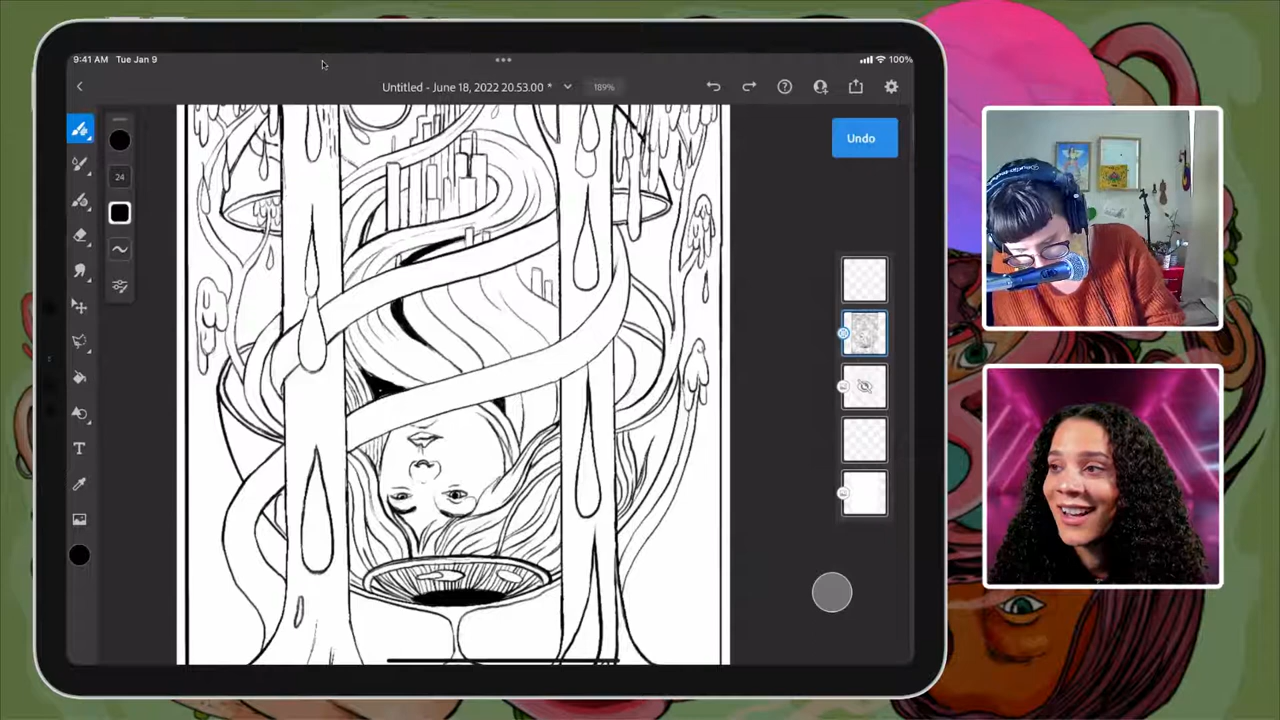 9:41 AM Tue Jan 9
100%
Untitled - June 18, 2022 20.53.00 *
189%
Undo
24
T